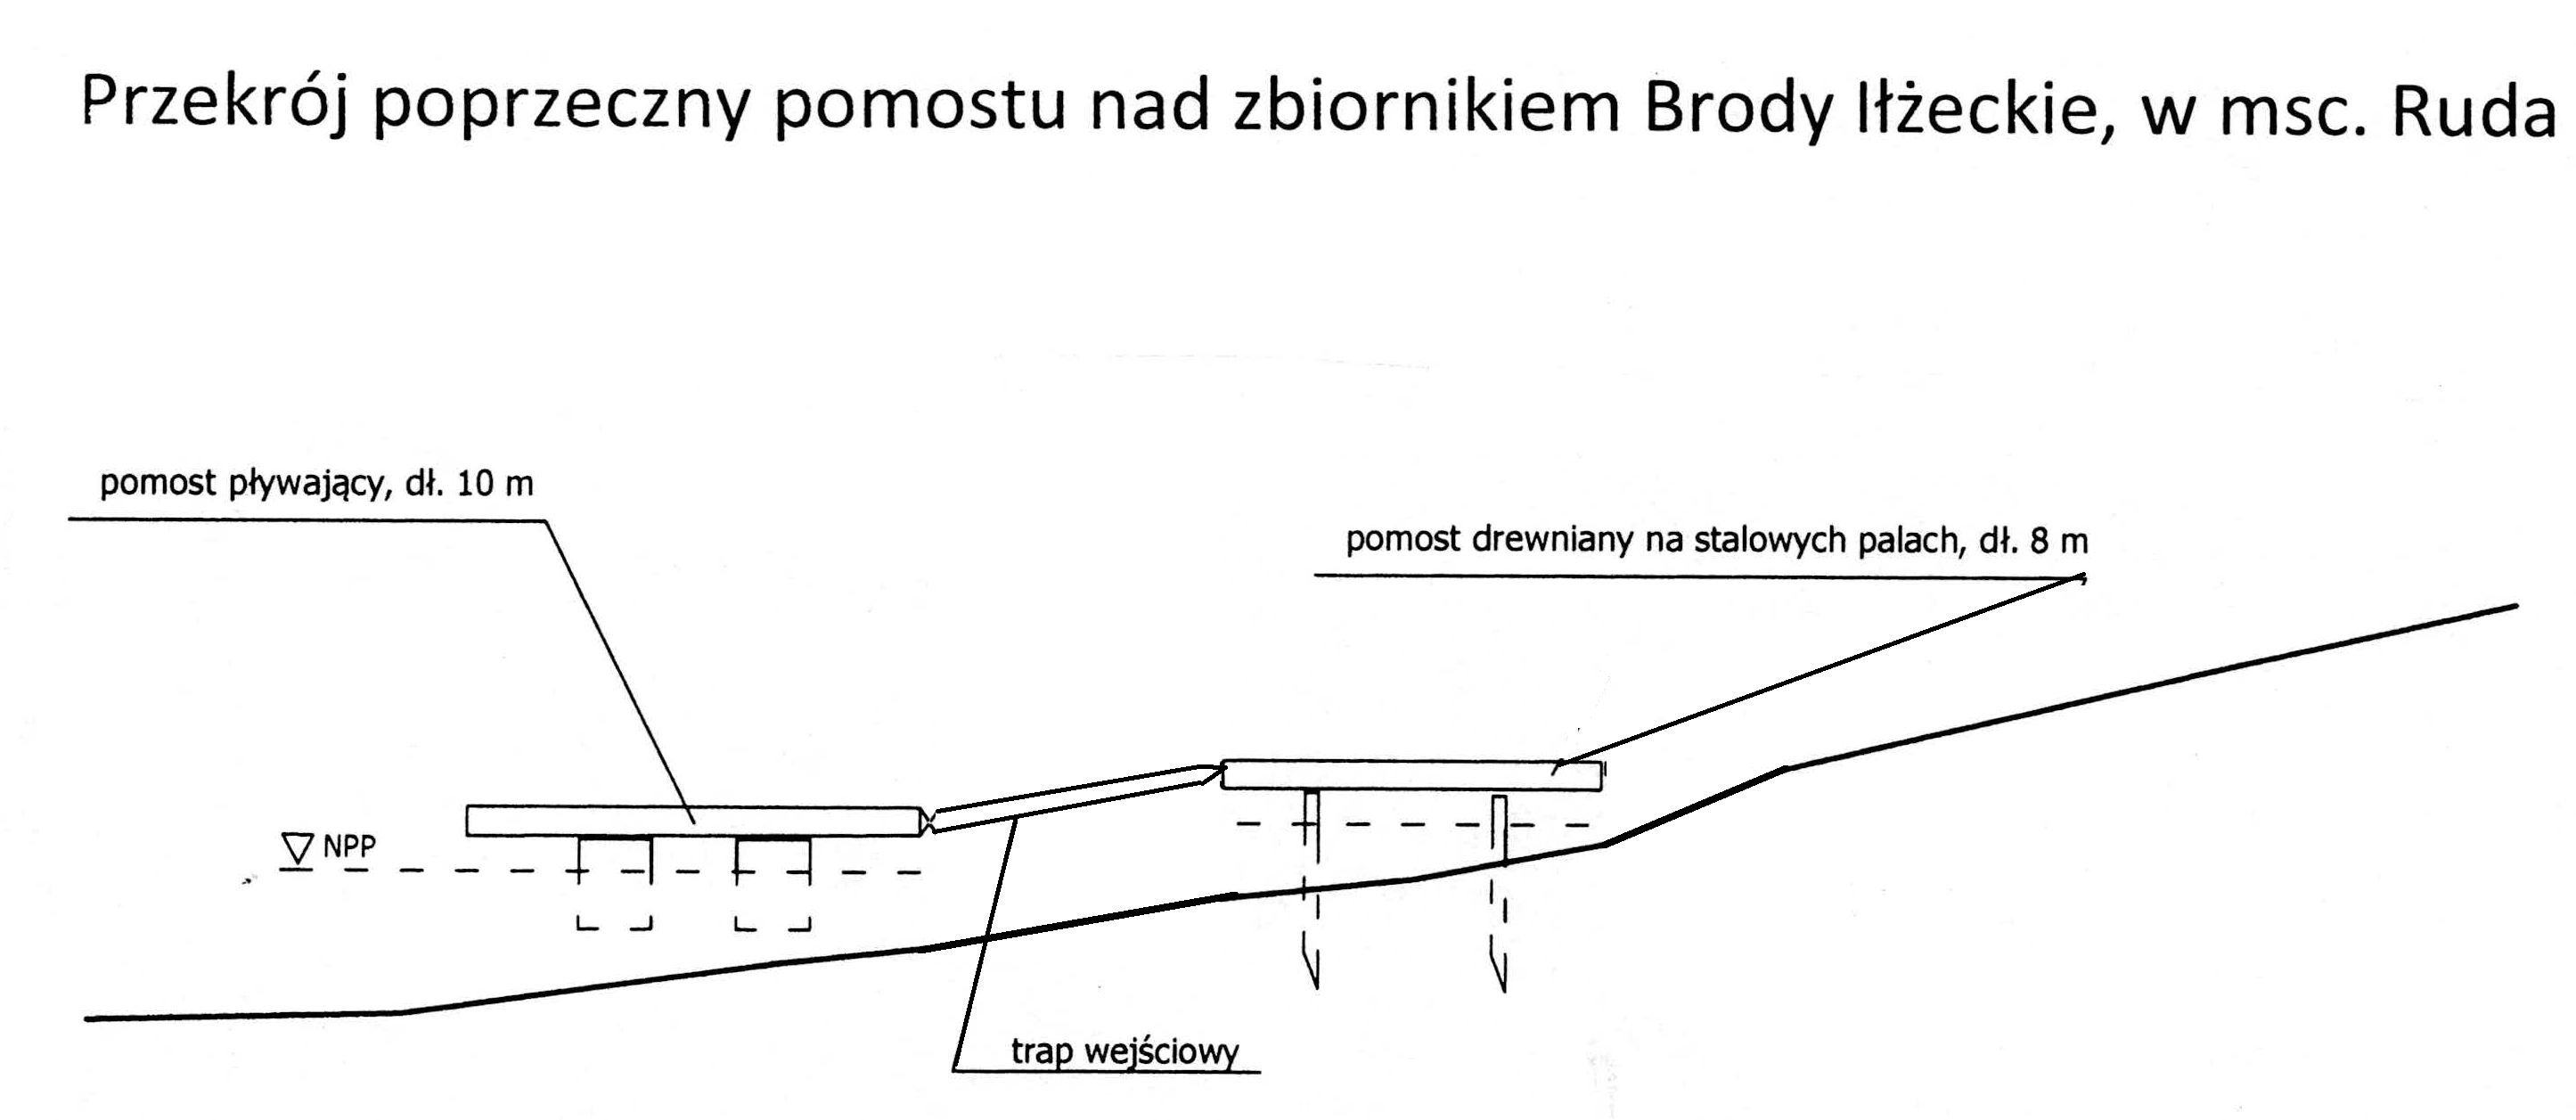 Przekrój poprzeczny pomostu nad zbiornikiem Brody Iłżeckie, w msc. Ruda
pomost pływający, dł. 10 m
pomost drewniany na stalowych palach, dł. 8 m
NPP
trap wejściowy